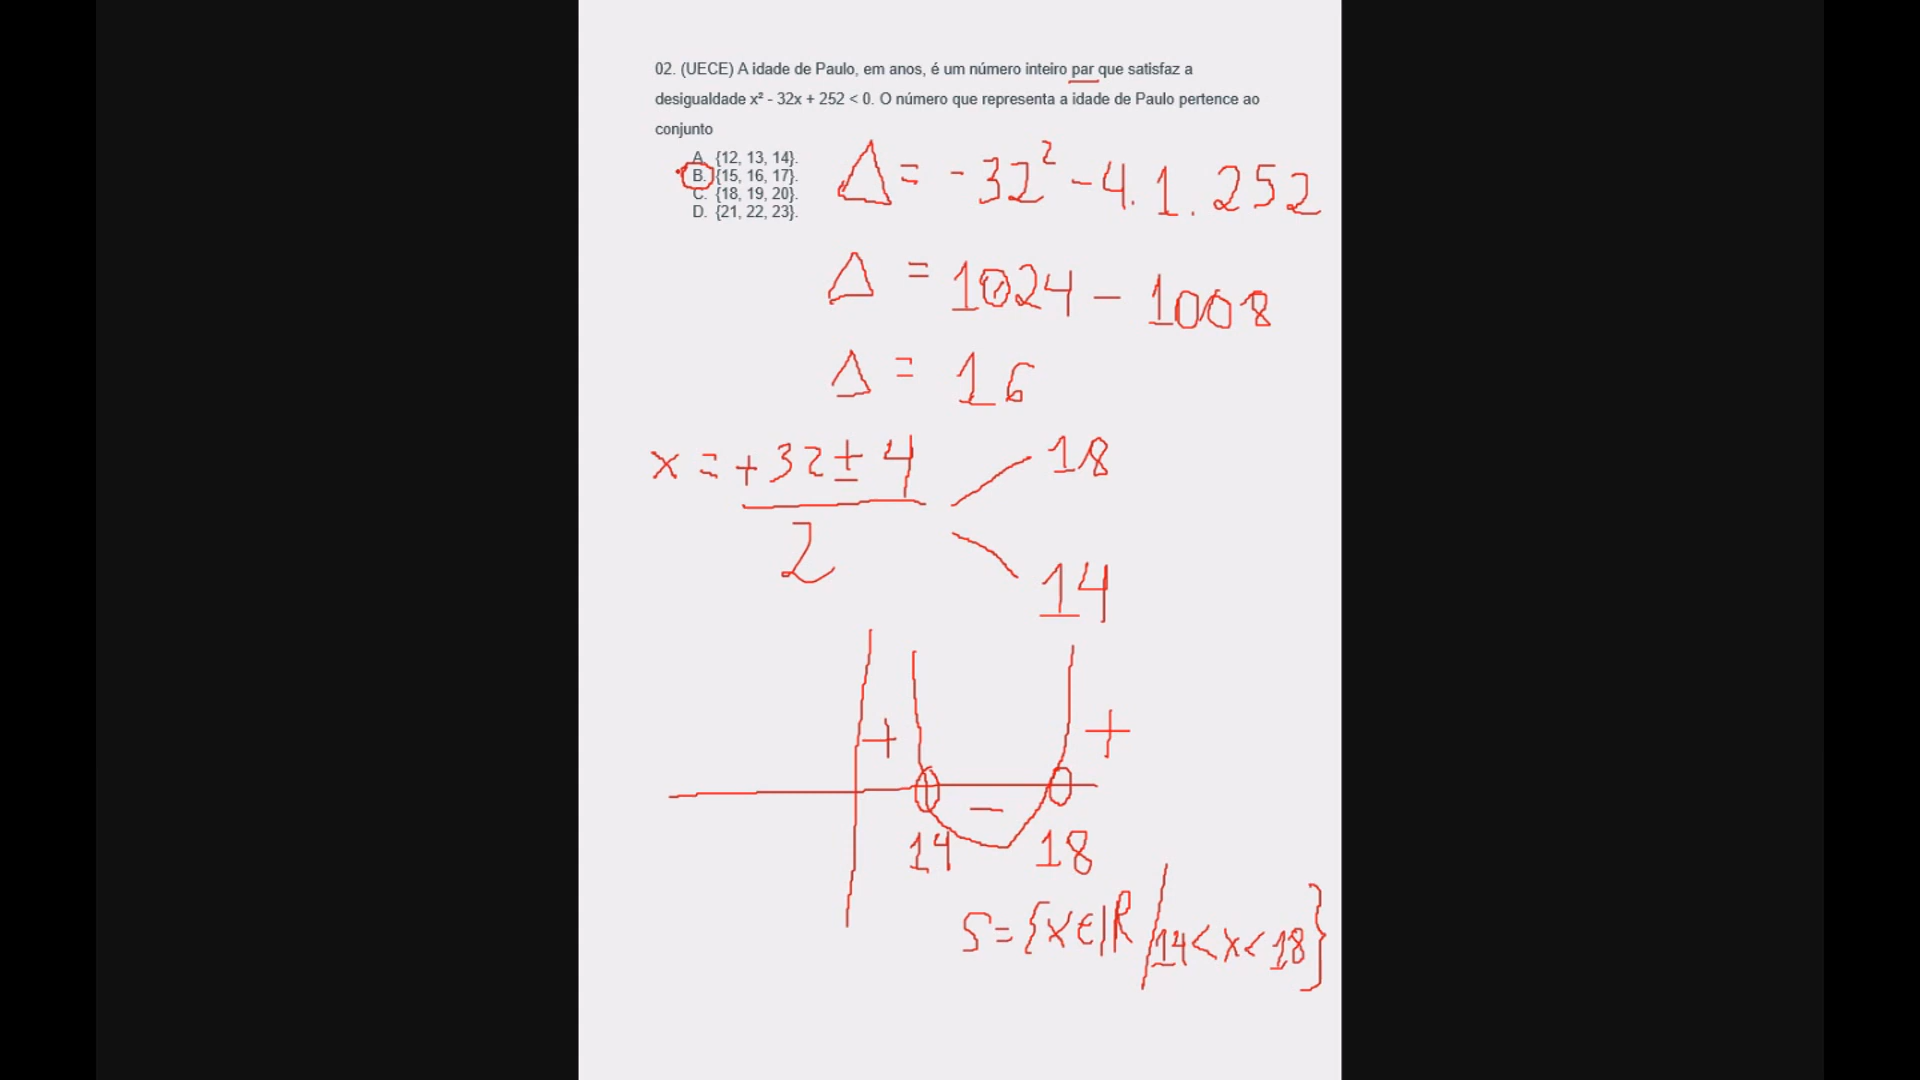 02. (UECE) A idade de Paulo, em anos, é um número inteiro par que satisfaz a
desigualdade x² - 32x + 252 < 0. O número que representa a idade de Paulo pertence ao
conjunto
A. {12, 13, 14}.
B. {15, 16, 17}.
C. {18, 19, 20}.
D. {21, 22, 23}.
Δ = -32² - 4.1.252
Δ = 1024 - 1008
Δ = 16
x = +32 ± 4
2
18
14
+
+
-
14 18
S = {x ∈ IR / 14 < x < 18}